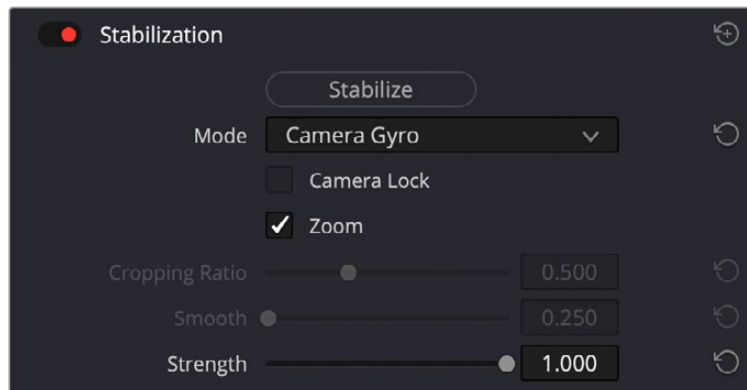 Stabilization
Stabilize
Mode Camera Gyro
Camera Lock
Zoom
Cropping Ratio 0.500
Smooth 0.250
Strength 1.000